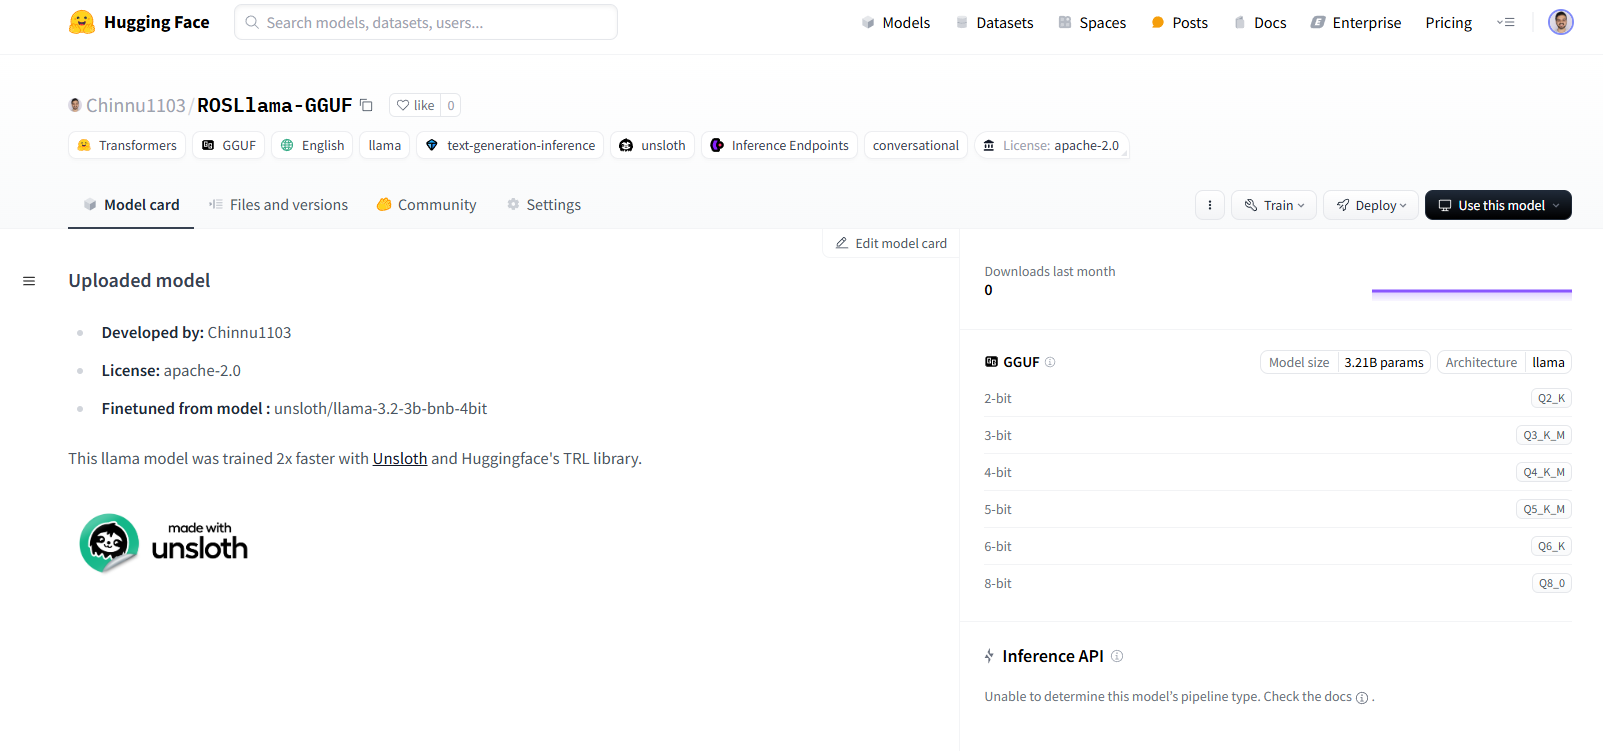 Hugging Face
Search models, datasets, users...
Models
Datasets
Spaces
Posts
Docs
Enterprise
Pricing
Chinnu1103/ROSLlama-GGUF
like 0
Transformers
GGUF
English
llama
text-generation-inference
unsloth
Inference Endpoints
conversational
License: apache-2.0
Model card
Files and versions
Community
Settings
Train
Deploy
Use this model
Edit model card
Uploaded model
Developed by: Chinnu1103
License: apache-2.0
Finetuned from model : unsloth/llama-3.2-3b-bnb-4bit
This llama model was trained 2x faster with Unsloth and Huggingface's TRL library.
made with
unsloth
Downloads last month
0
GGUF
Model size 3.21B params
Architecture llama
2-bit Q2_K
3-bit Q3_K_M
4-bit Q4_K_M
5-bit Q5_K_M
6-bit Q6_K
8-bit Q8_0
Inference API
Unable to determine this model's pipeline type. Check the docs .